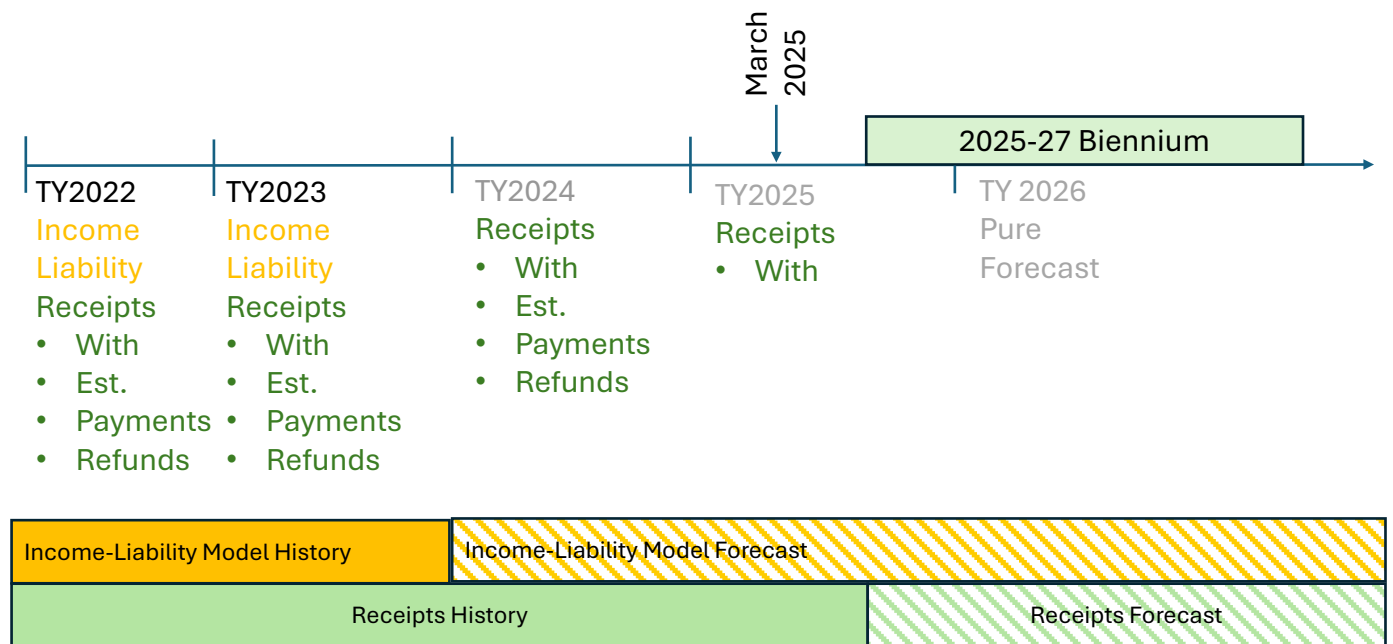 March
2025
2025-27 Biennium
TY2022
Income
Liability
Receipts
• With
• Est.
• Payments
• Refunds
TY2023
Income
Liability
Receipts
• With
• Est.
• Payments
• Refunds
TY2024
Receipts
• With
• Est.
• Payments
• Refunds
TY2025
Receipts
• With
TY 2026
Pure
Forecast
Income-Liability Model History
Income-Liability Model Forecast
Receipts History
Receipts Forecast